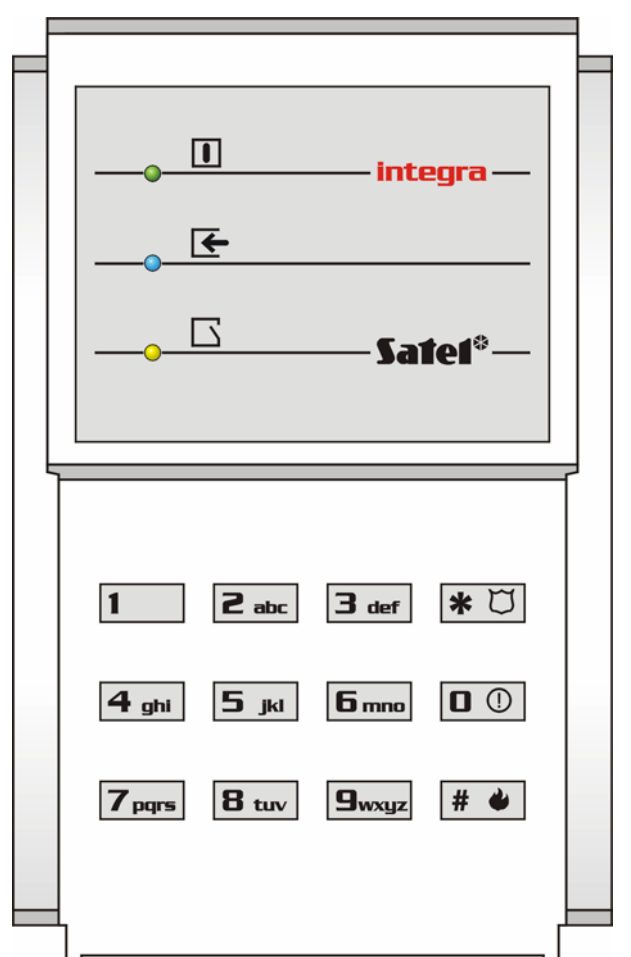 integra
Satel
1 2 abc 3 def *
4 ghi 5 jkl 6 mno 0 !
7 pqrs 8 tuv 9 wxyz #